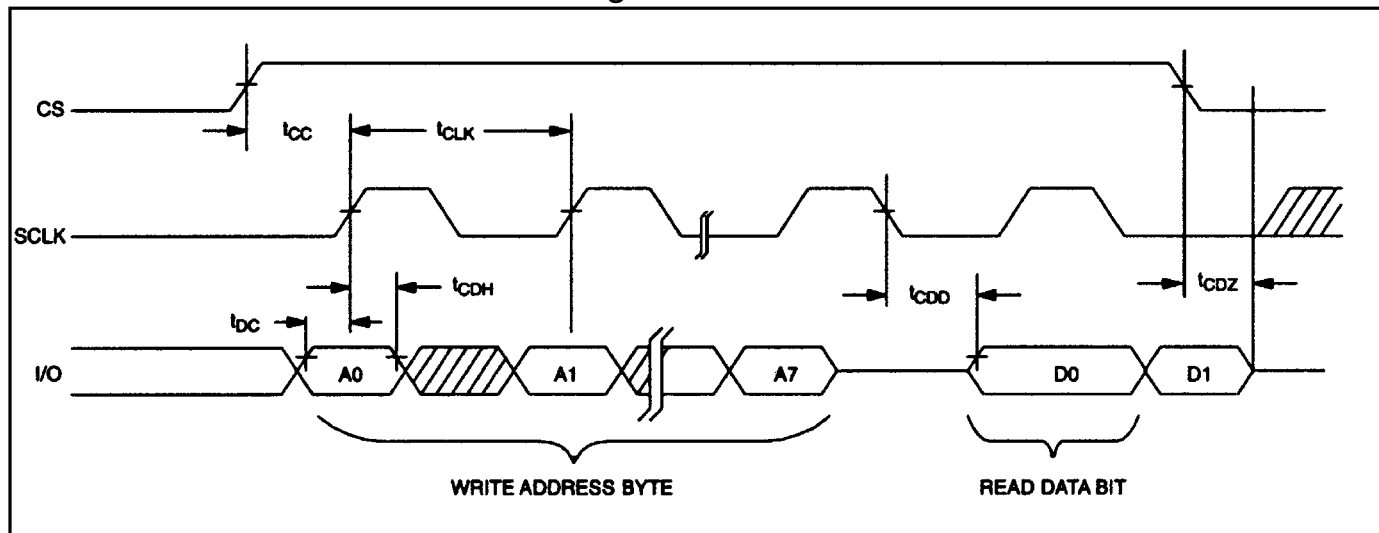 CS
tCC
tCLK
SCLK
tCDH
tCDD
tCDZ
tDC
I/O
A0
A1
A7
D0
D1
WRITE ADDRESS BYTE
READ DATA BIT